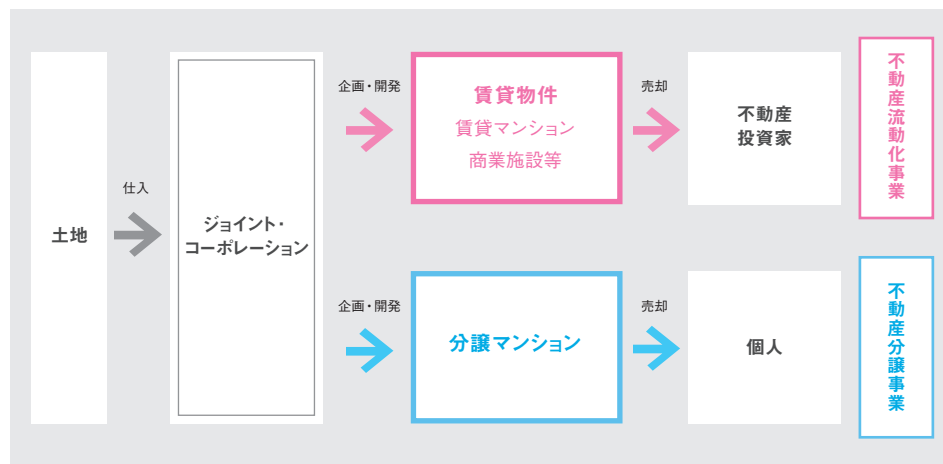 土地
仕入
ジョイント・
コーポレーション
企画・開発
賃貸物件
賃貸マンション
商業施設等
売却
不動産
投資家
不動産流動化事業
企画・開発
分譲マンション
売却
個人
不動産分譲事業